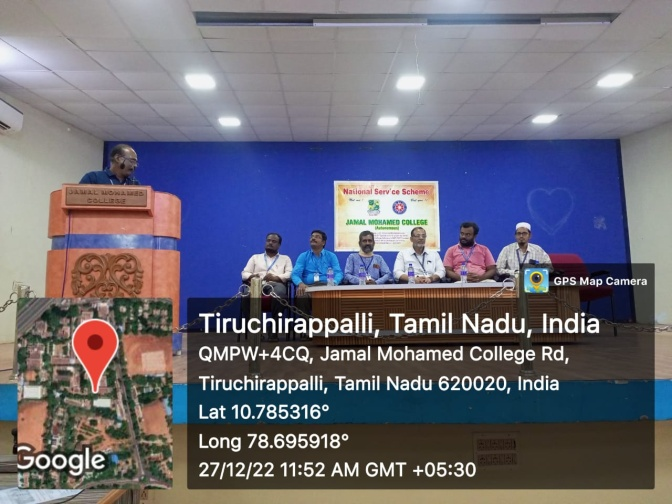 JAMAL MOHAMED
COLLEGE
National Service Scheme
JAMAL MOHAMED COLLEGE
(Autonomous)
GPS Map Camera
Tiruchirappalli, Tamil Nadu, India
QMPW+4CQ, Jamal Mohamed College Rd,
Tiruchirappalli, Tamil Nadu 620020, India
Lat 10.785316°
Long 78.695918°
27/12/22 11:52 AM GMT +05:30
Google